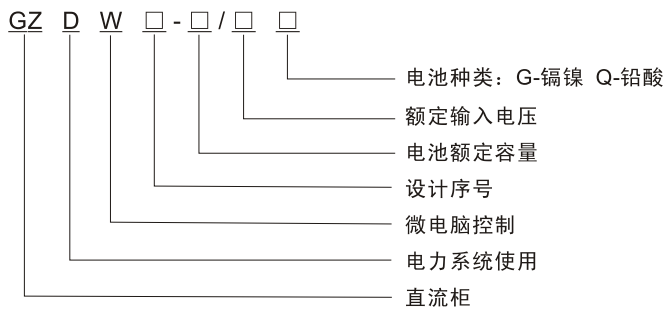 GZ D W □ - □ / □ □
电池种类：G-镉镍 Q-铅酸
额定输入电压
电池额定容量
设计序号
微电脑控制
电力系统使用
直流柜